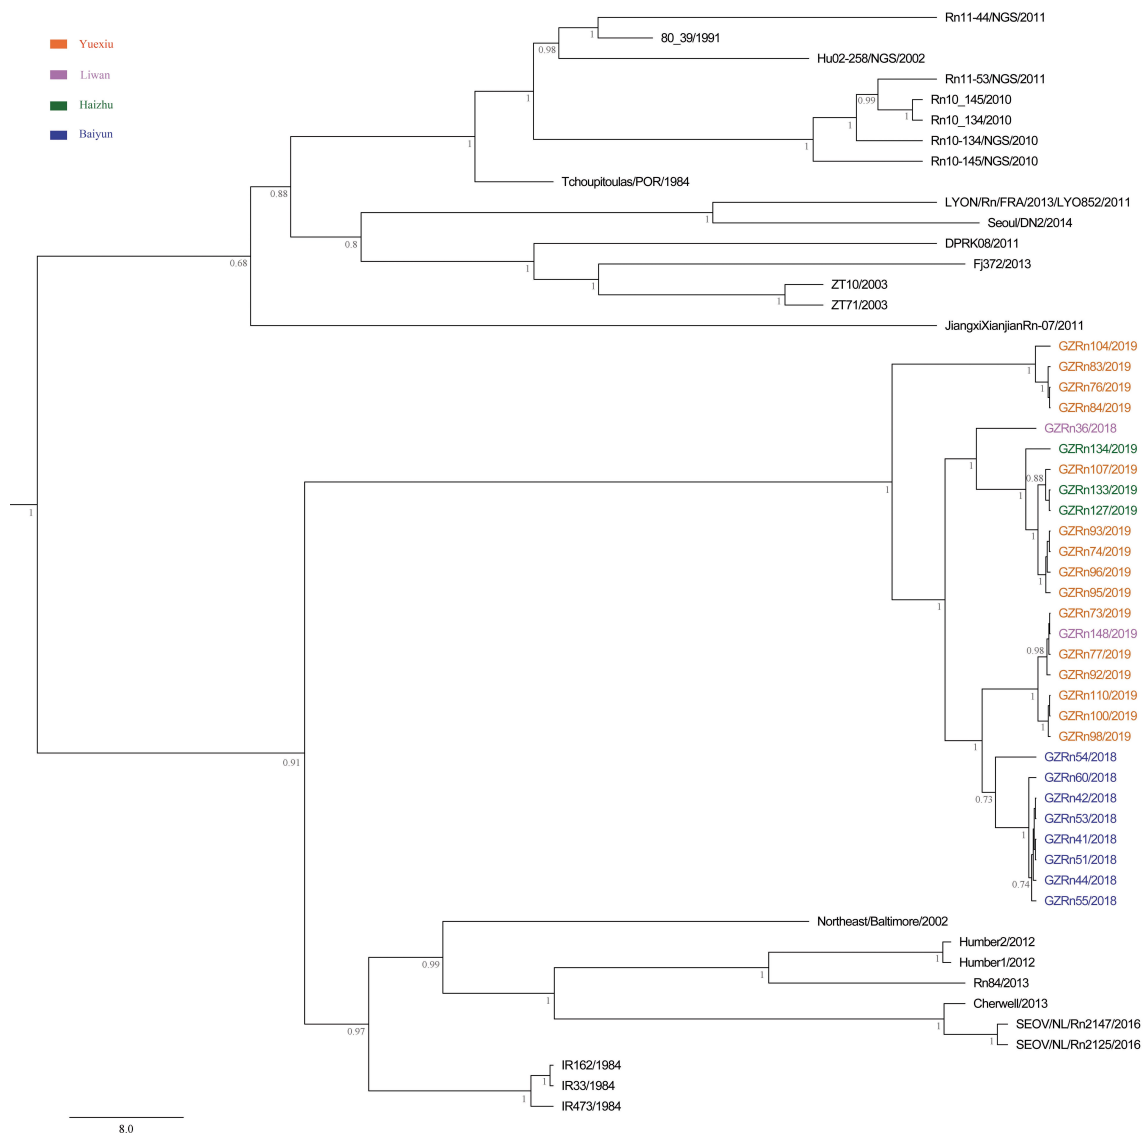 Yuexiu
Liwan
Haizhu
Baiyun
Rn11-44/NGS/2011
1
80_39/1991
0.98
Hu02-258/NGS/2002
1
Rn11-53/NGS/2011
0.99
Rn10_145/2010
1
Rn10_134/2010
1
Rn10-134/NGS/2010
1
1
Rn10-145/NGS/2010
Tchoupitoulas/POR/1984
0.88
LYON/Rn/FRA/2013/LYO852/2011
1
Seoul/DN2/2014
0.8
DPRK08/2011
0.68
1
Fj372/2013
1
ZT10/2003
1
ZT71/2003
JiangxiXianjianRn-07/2011
GZRn104/2019
1
GZRn83/2019
1
GZRn76/2019
GZRn84/2019
GZRn36/2018
GZRn134/2019
1
GZRn107/2019
0.88
1
GZRn133/2019
1
GZRn127/2019
1
GZRn93/2019
1
GZRn74/2019
GZRn96/2019
1
GZRn95/2019
1
GZRn73/2019
GZRn148/2019
0.98
GZRn77/2019
GZRn92/2019
1
GZRn110/2019
GZRn100/2019
1
GZRn98/2019
1
GZRn54/2018
0.91
GZRn60/2018
0.73
GZRn42/2018
GZRn53/2018
1
GZRn41/2018
GZRn51/2018
0.74
GZRn44/2018
GZRn55/2018
Northeast/Baltimore/2002
Humber2/2012
1
Humber1/2012
0.99
1
Rn84/2013
1
Cherwell/2013
0.97
1
SEOV/NL/Rn2147/2016
1
SEOV/NL/Rn2125/2016
IR162/1984
1
IR33/1984
1
IR473/1984
8.0